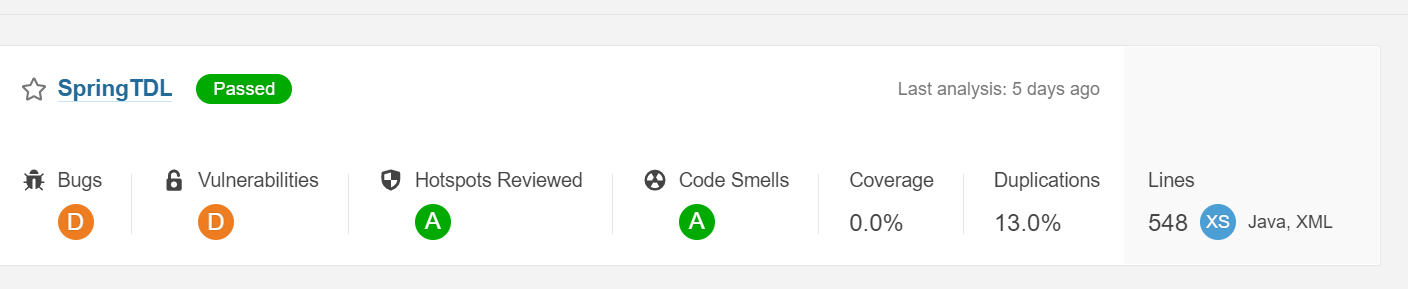 SpringTDL Passed Last analysis: 5 days ago
Bugs Vulnerabilities Hotspots Reviewed Code Smells Coverage Duplications Lines
D D A A 0.0% 13.0% 548 XS Java, XML